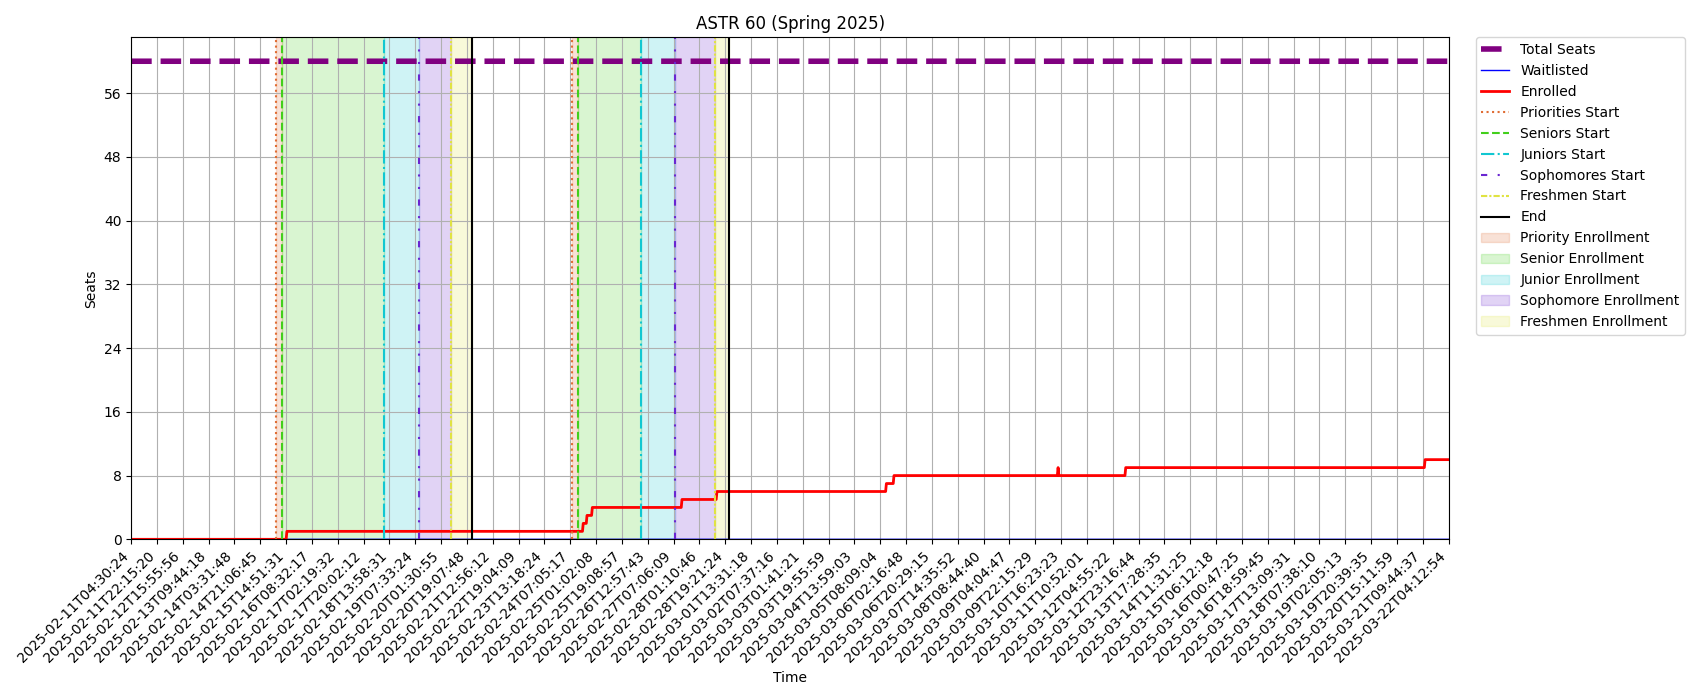 ASTR 60 (Spring 2025)
Seats
56
48
40
32
24
16
8
0
2025-02-11T04:30:24
2025-02-11T22:15:20
2025-02-12T15:55:56
2025-02-13T09:44:18
2025-02-14T03:31:48
2025-02-14T21:06:45
2025-02-15T14:51:31
2025-02-16T08:32:17
2025-02-17T02:19:32
2025-02-17T20:02:12
2025-02-18T13:58:31
2025-02-19T07:33:24
2025-02-20T01:30:55
2025-02-20T19:07:48
2025-02-21T12:56:12
2025-02-22T19:04:09
2025-02-23T13:18:24
2025-02-24T07:05:17
2025-02-25T01:02:08
2025-02-25T19:08:57
2025-02-26T12:57:43
2025-02-27T07:06:09
2025-02-28T01:10:46
2025-02-28T19:21:24
2025-03-01T13:31:18
2025-03-02T07:37:16
2025-03-03T01:41:21
2025-03-03T19:55:59
2025-03-04T13:59:03
2025-03-05T08:09:04
2025-03-06T02:16:48
2025-03-06T20:29:15
2025-03-07T14:35:52
2025-03-08T08:44:40
2025-03-09T04:04:47
2025-03-09T22:15:29
2025-03-10T16:23:23
2025-03-11T10:52:01
2025-03-12T04:55:22
2025-03-12T23:16:44
2025-03-13T17:28:35
2025-03-14T11:31:25
2025-03-15T06:12:18
2025-03-16T00:47:25
2025-03-16T18:59:45
2025-03-17T13:09:31
2025-03-18T07:38:10
2025-03-19T02:05:13
2025-03-19T20:39:35
2025-03-20T15:11:59
2025-03-21T09:44:37
2025-03-22T04:12:54
Time
Total Seats
Waitlisted
Enrolled
Priorities Start
Seniors Start
Juniors Start
Sophomores Start
Freshmen Start
End
Priority Enrollment
Senior Enrollment
Junior Enrollment
Sophomore Enrollment
Freshmen Enrollment